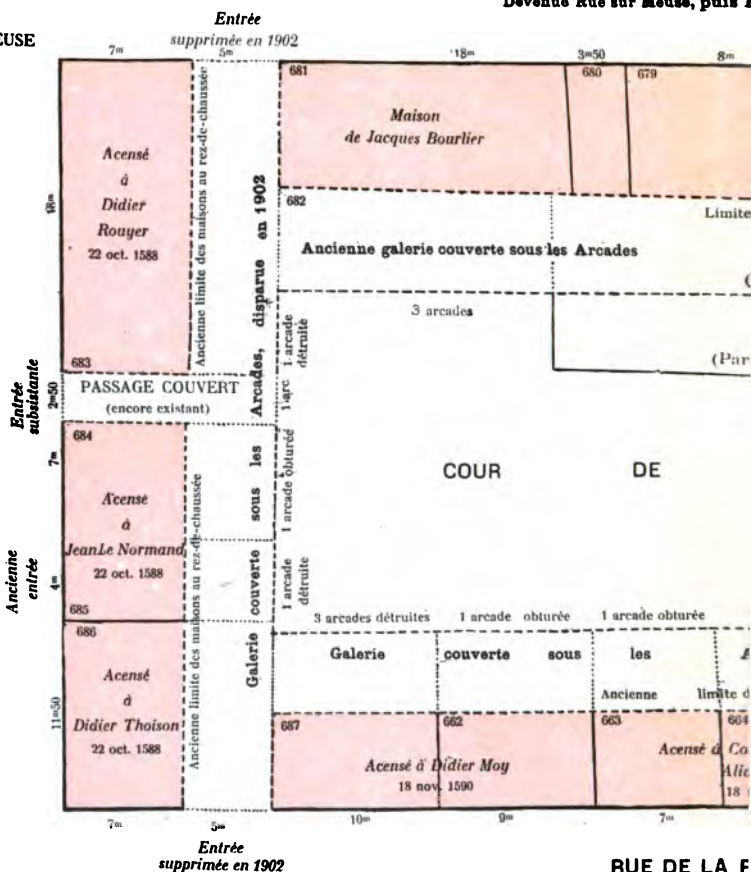 Devenue Rue sur Meuse, puis
EUSE
Entrée
supprimée en 1902
7m
5m
18m
3m50
8m
681
680
679
Maison
de Jacques Bourlier
Acensé
à
Didier
Rouyer
22 oct. 1588
18m
683
Ancienne limite des maisons au rez-de-chaussée
Galerie couverte sous les Arcades, disparue en 1902
682
Limite
Ancienne galerie couverte sous les Arcades
3 arcades
(Par
1 arcade
détruite
1 arc
1 arcade obturée
1 arcade
détruite
Entrée
subsistante
2m50
PASSAGE COUVERT
(encore existant)
684
7m
Acensé
à
Jean Le Normand
22 oct. 1588
685
COUR DE
Ancienne
entrée
4m
Ancienne limite des maisons au rez-de-chaussée
686
Acensé
à
Didier Thoison
22 oct. 1588
11m50
3 arcades détruites
1 arcade obturée
1 arcade obturée
Galerie couverte sous les
Ancienne limite d
687
662
663
664
Acensé à Didier Moy
18 nov. 1590
Acensé à Co
Alic
18
7m
5m
10m
9m
7m
Entrée
supprimée en 1902
RUE DE LA